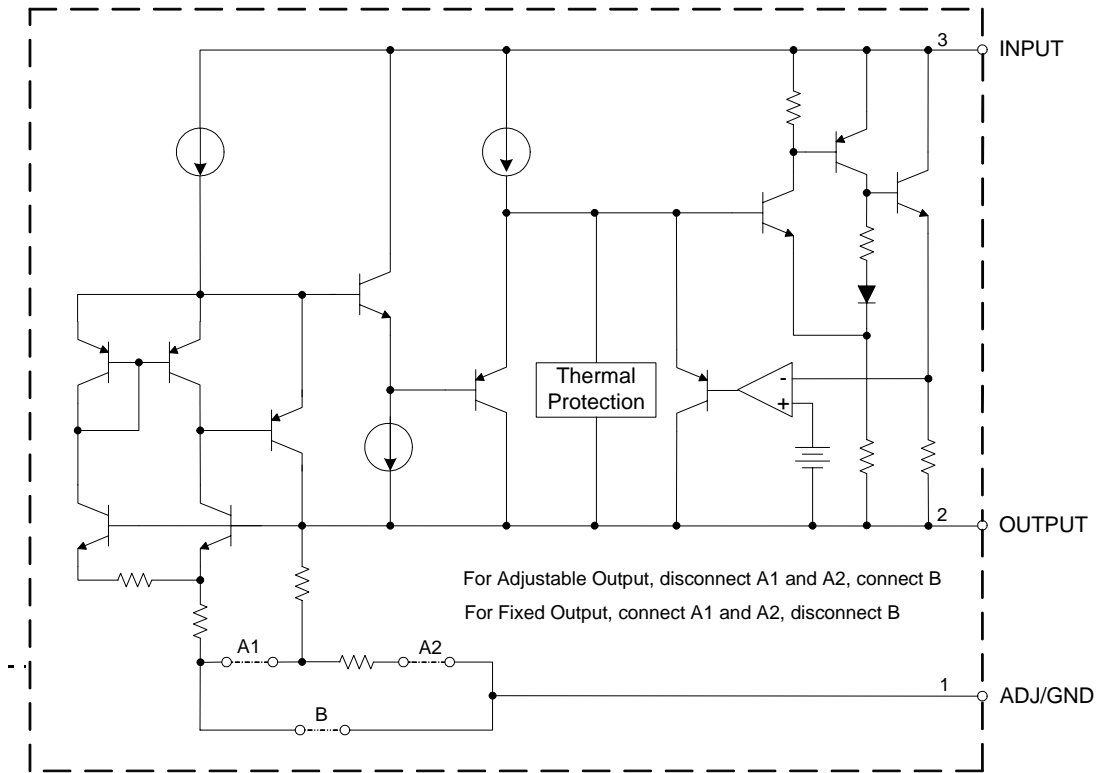 3
INPUT
Thermal
Protection
-
+
2
OUTPUT
For Adjustable Output, disconnect A1 and A2, connect B
For Fixed Output, connect A1 and A2, disconnect B
A1
A2
1
ADJ/GND
B